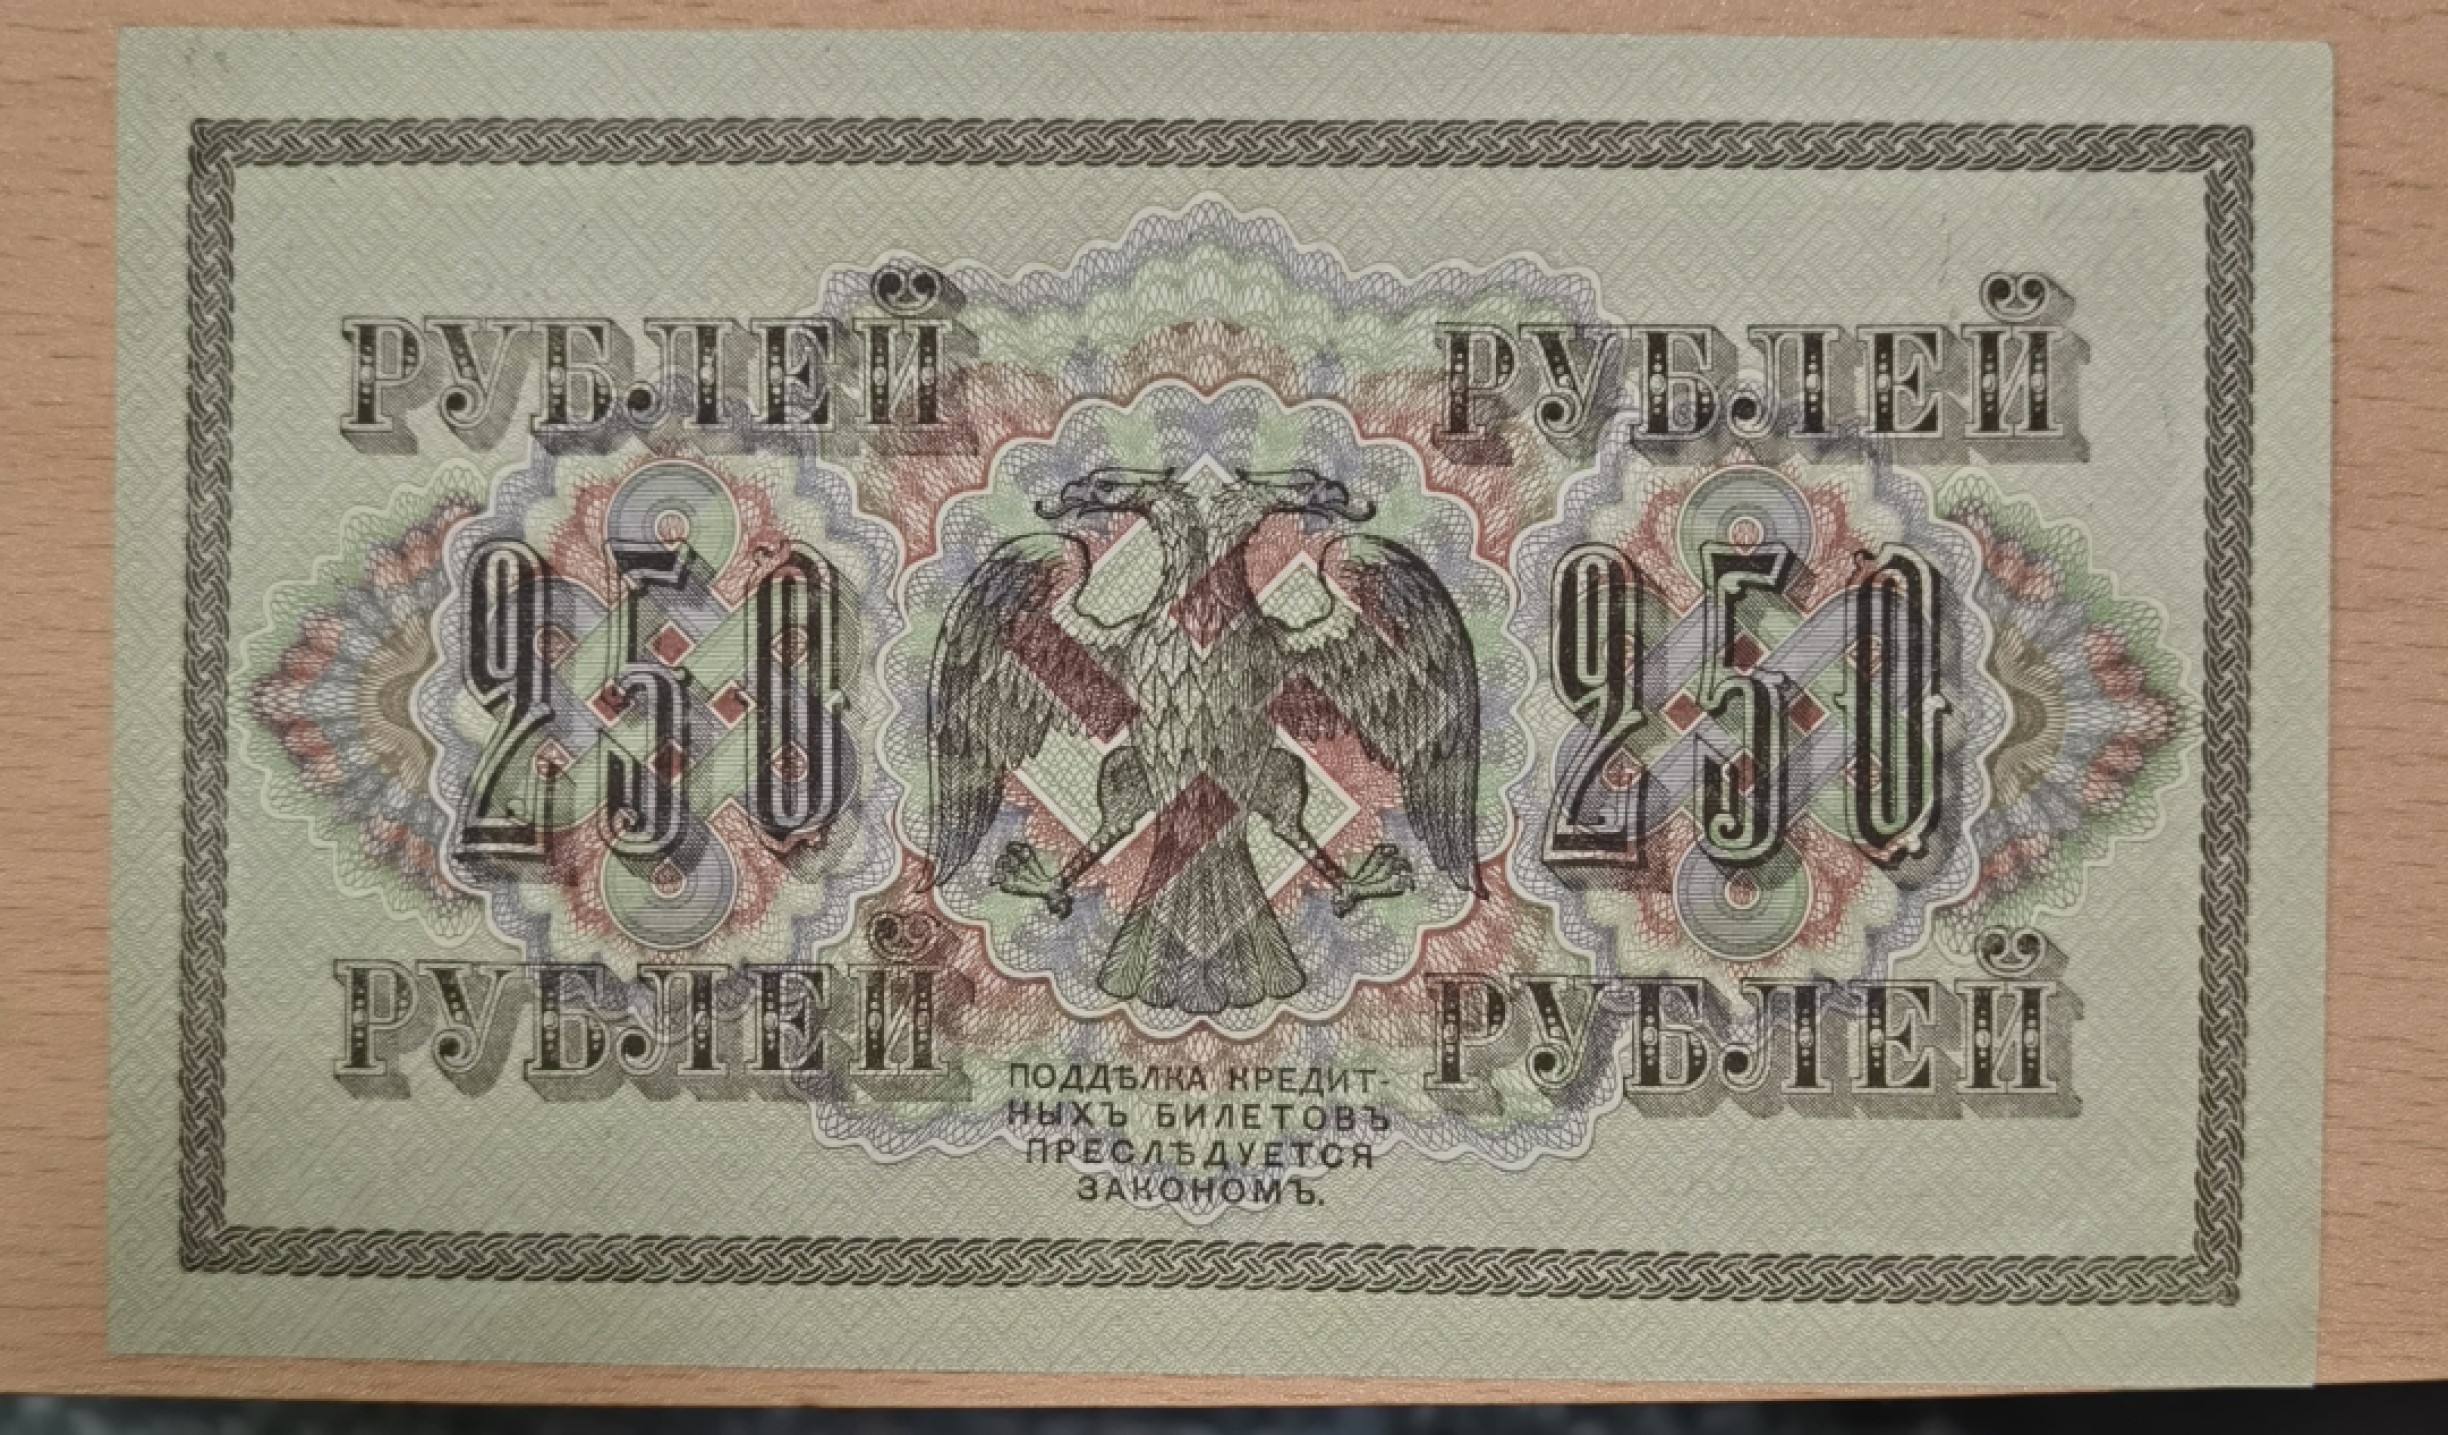 РУБЛЕЙ РУБЛЕЙ
250 250
РУБЛЕЙ РУБЛЕЙ
ПОДДѢЛКА КРЕДИТ-
НЫХЪ БИЛЕТОВЪ
ПРЕСЛѢДУЕТСЯ
ЗАКОНОМЪ.